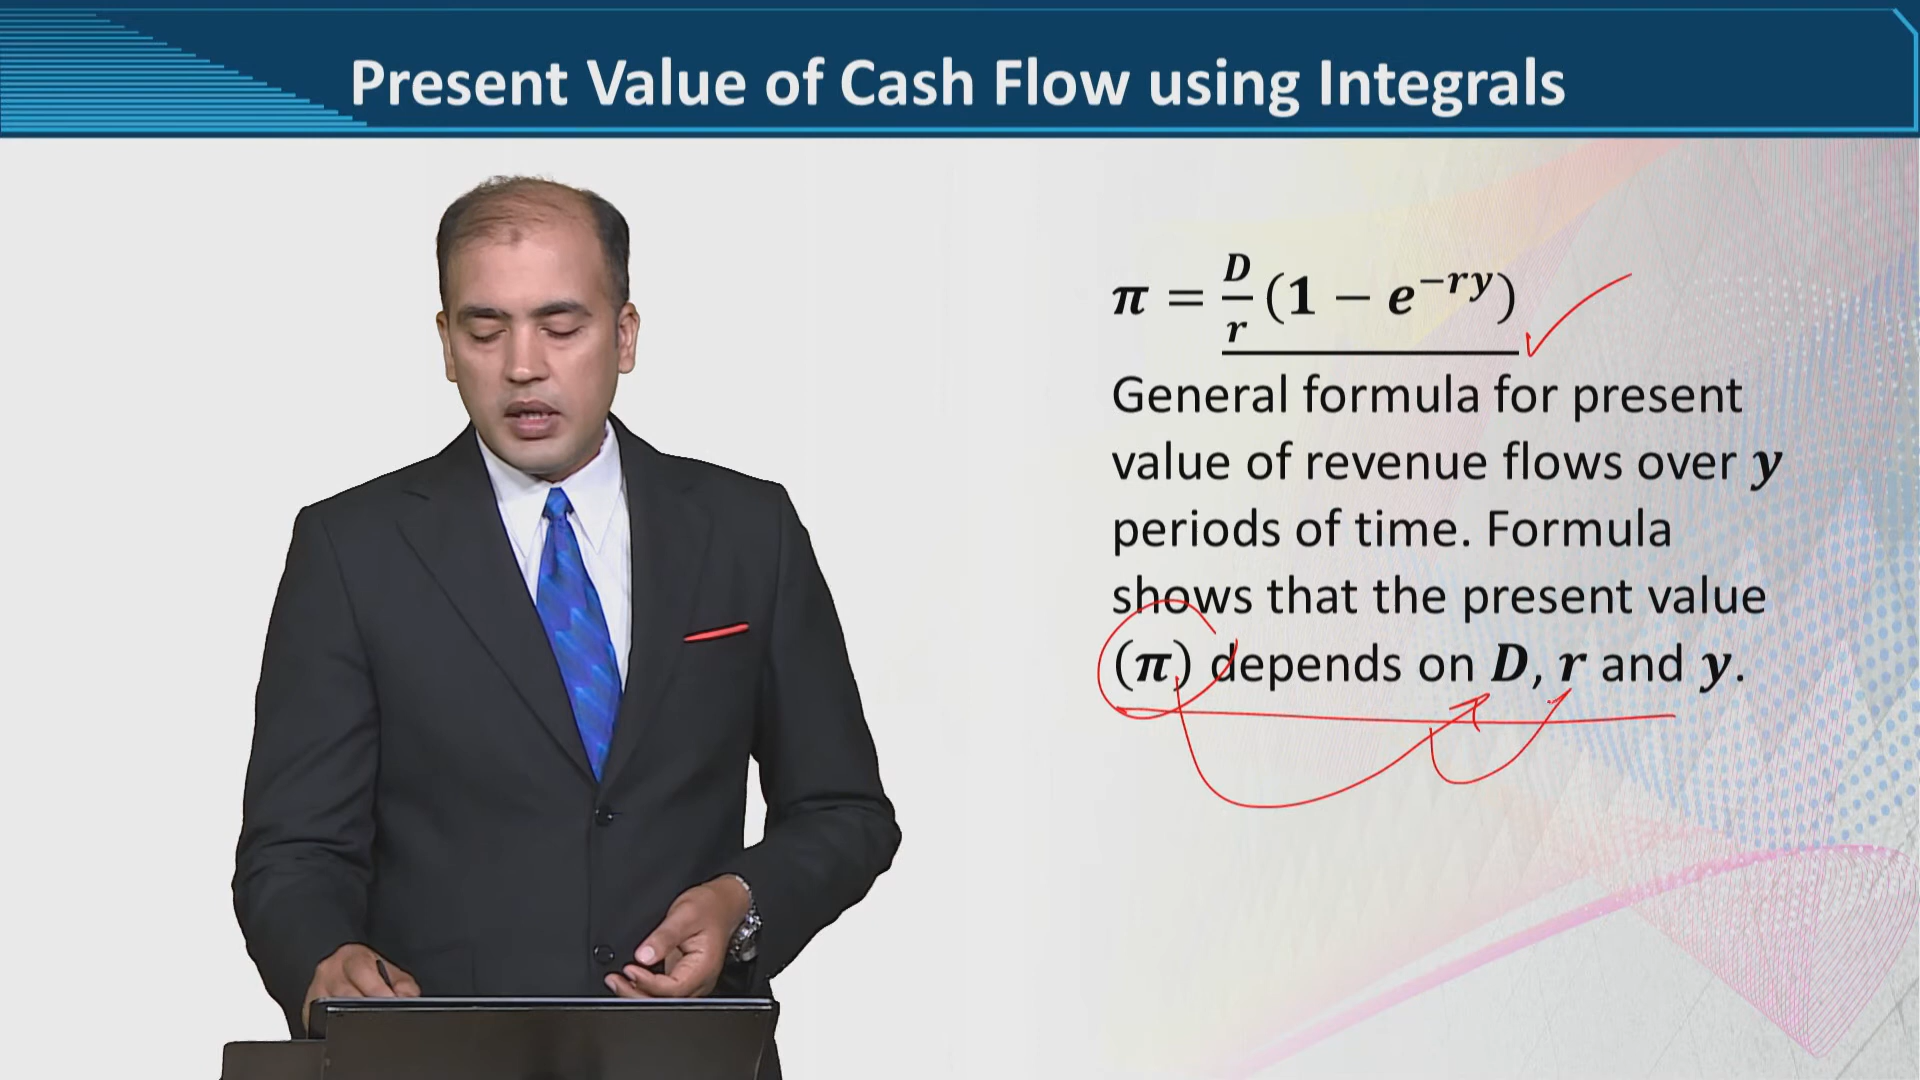 Present Value of Cash Flow using Integrals
π = D/r (1 − e^−ry)
General formula for present
value of revenue flows over y
periods of time. Formula
shows that the present value
(π) depends on D, r and y.